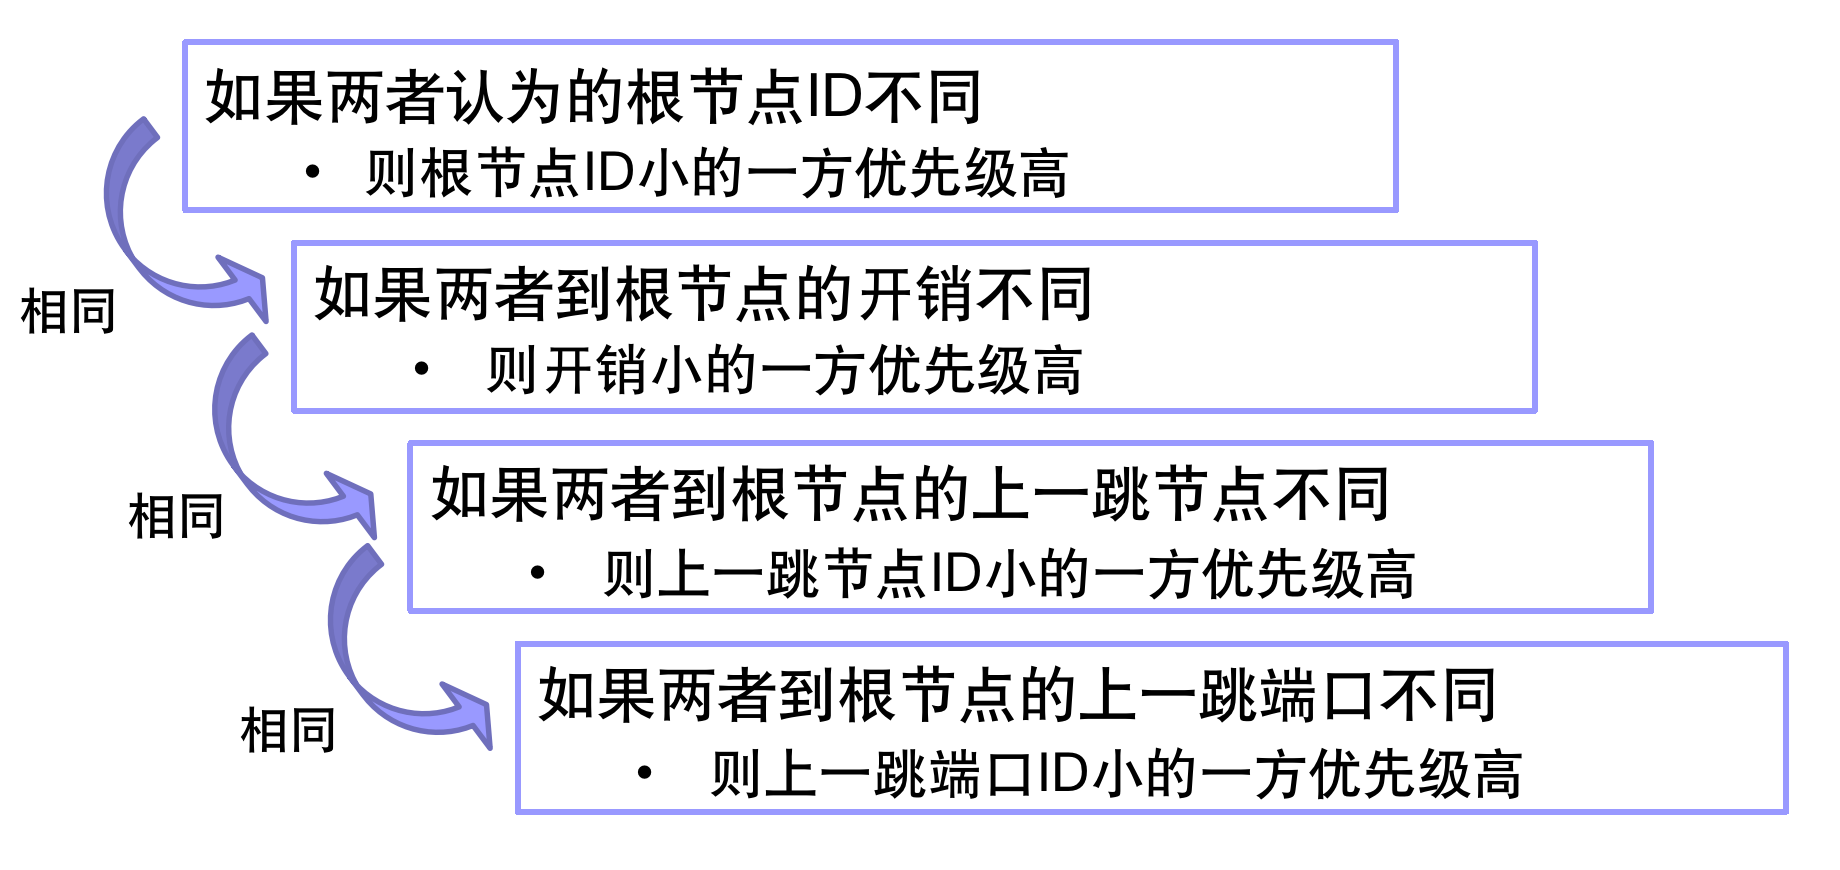 如果两者认为的根节点ID不同
• 则根节点ID小的一方优先级高
相同
如果两者到根节点的开销不同
• 则开销小的一方优先级高
相同
如果两者到根节点的上一跳节点不同
• 则上一跳节点ID小的一方优先级高
相同
如果两者到根节点的上一跳端口不同
• 则上一跳端口ID小的一方优先级高